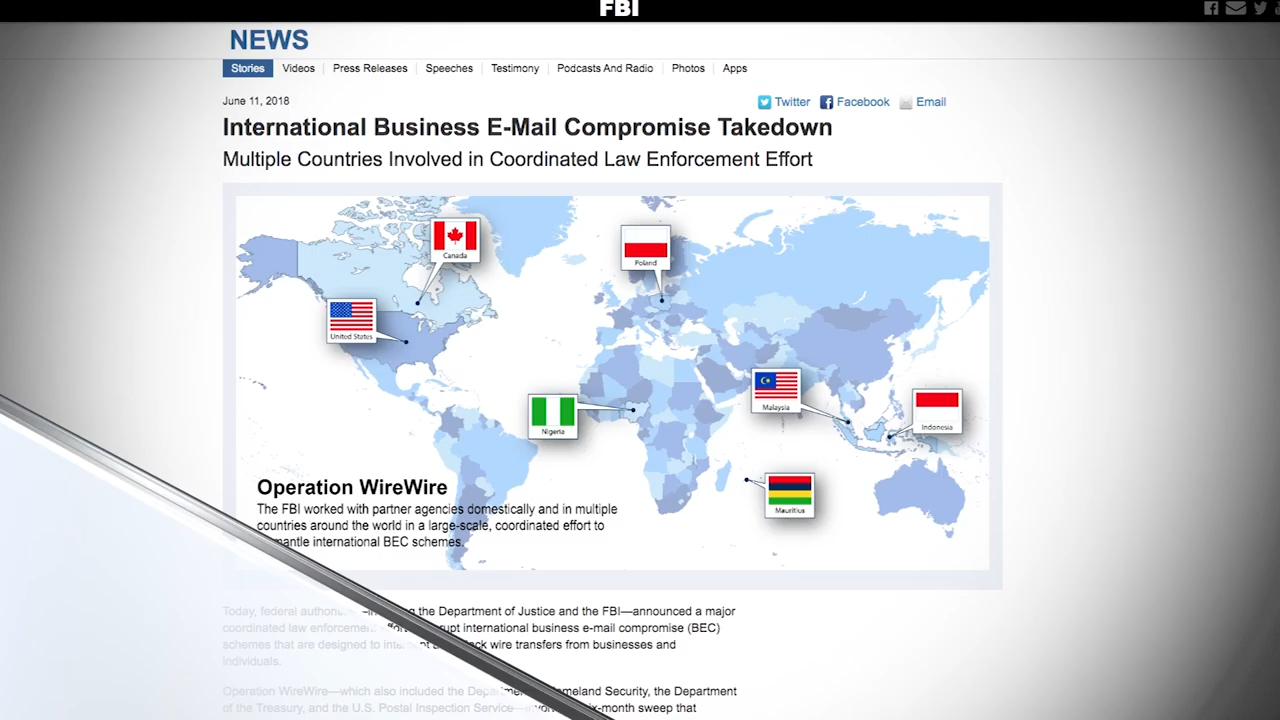 FBI
NEWS
Stories Videos Press Releases Speeches Testimony Podcasts And Radio Photos Apps
June 11, 2018
Twitter Facebook Email
International Business E-Mail Compromise Takedown
Multiple Countries Involved in Coordinated Law Enforcement Effort
Canada
Poland
United States
Malaysia
Indonesia
Nigeria
Mauritius
Operation WireWire
The FBI worked with partner agencies domestically and in multiple
countries around the world in a large-scale, coordinated effort to
mantle international BEC schemes.
Today, federal the Department of Justice and the FBI—announced a major
coordinated law enforcement international business e-mail compromise (BEC)
schemes that are designed to wire transfers from businesses and
individuals.
Operation WireWire—which also included the Homeland Security, the Department
of the Treasury, and the U.S. Postal Inspection Service— six-month sweep that